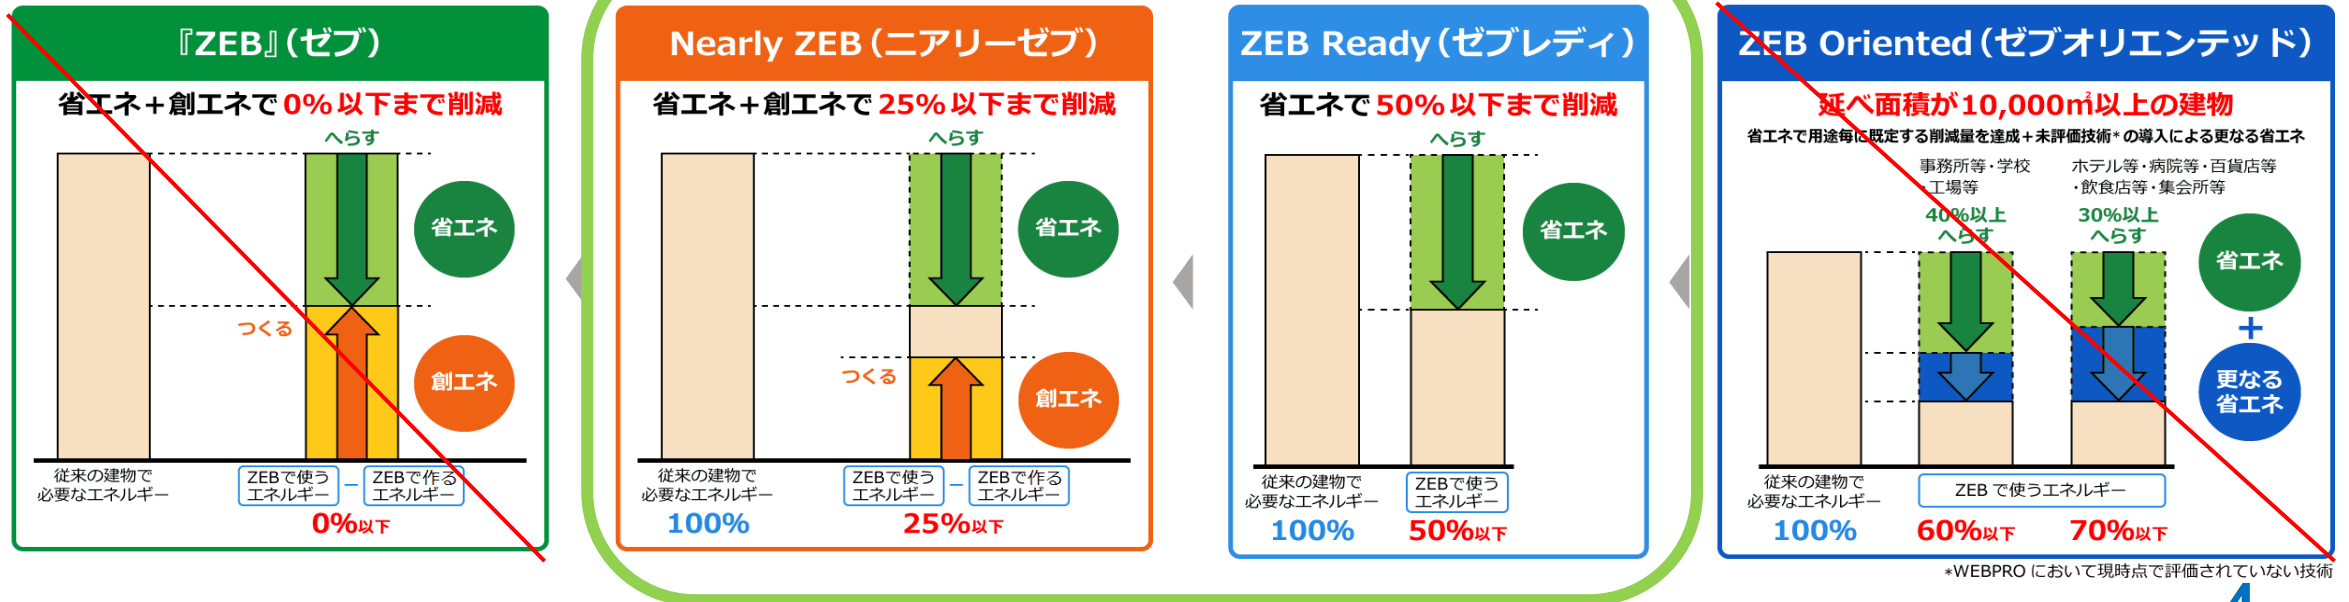 『ZEB』(ゼブ)
省エネ+創エネで0%以下まで削減
へらす
省エネ
つくる
創エネ
従来の建物で
必要なエネルギー
ZEBで使う
エネルギー
−
ZEBで作る
エネルギー
0%以下
Nearly ZEB(ニアリーゼブ)
省エネ+創エネで25%以下まで削減
へらす
省エネ
つくる
創エネ
従来の建物で
必要なエネルギー
100%
ZEBで使う
エネルギー
−
ZEBで作る
エネルギー
25%以下
ZEB Ready(ゼブレディ)
省エネで50%以下まで削減
へらす
省エネ
従来の建物で
必要なエネルギー
100%
ZEBで使う
エネルギー
50%以下
ZEB Oriented(ゼブオリエンテッド)
延べ面積が10,000㎡以上の建物
省エネで用途毎に既定する削減量を達成+未評価技術*の導入による更なる省エネ
事務所等・学校
・工場等
40%以上
へらす
ホテル等・病院等・百貨店等
・飲食店等・集会所等
30%以上
へらす
省エネ
+
更なる
省エネ
従来の建物で
必要なエネルギー
100%
ZEB で使うエネルギー
60%以下
70%以下
*WEBPRO において現時点で評価されていない技術